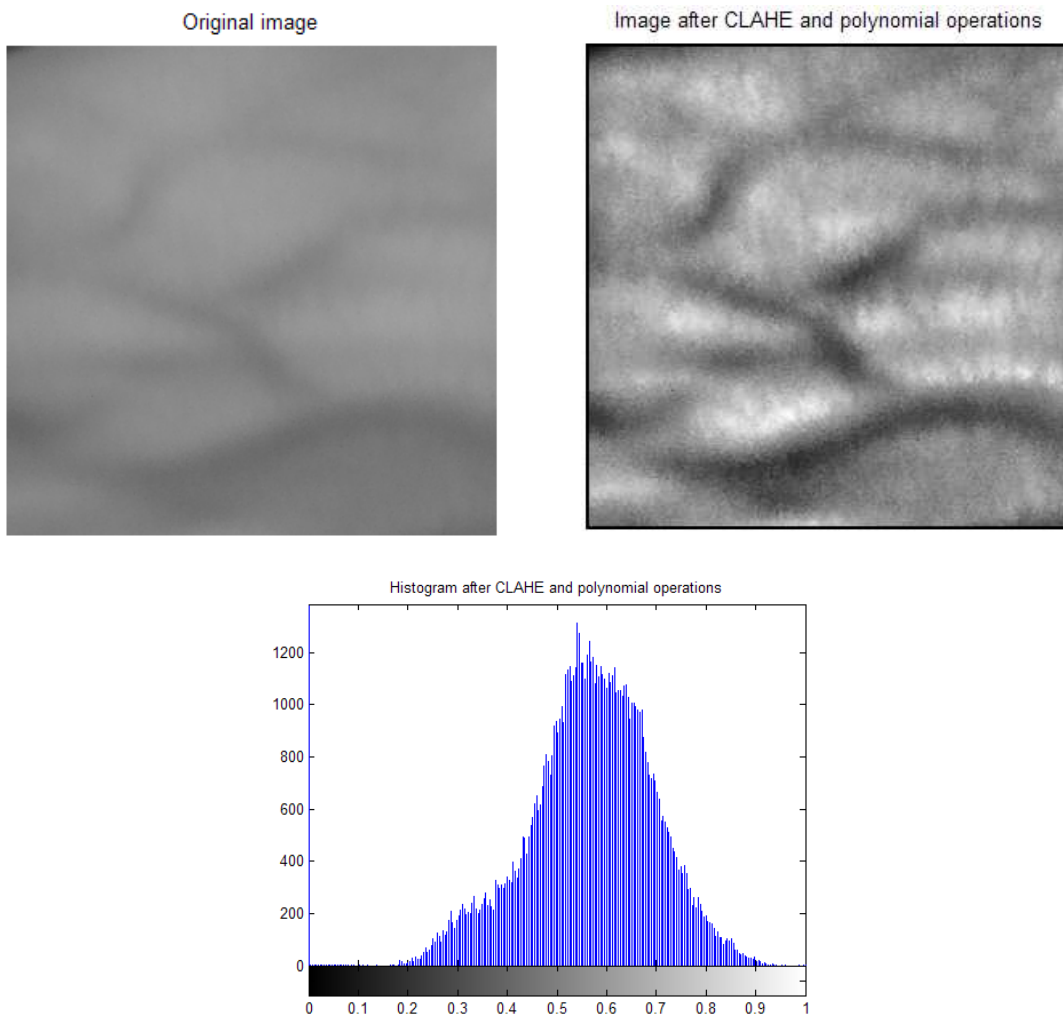 Original image
Image after CLAHE and polynomial operations
Histogram after CLAHE and polynomial operations
1200
1000
800
600
400
200
0
0 0.1 0.2 0.3 0.4 0.5 0.6 0.7 0.8 0.9 1